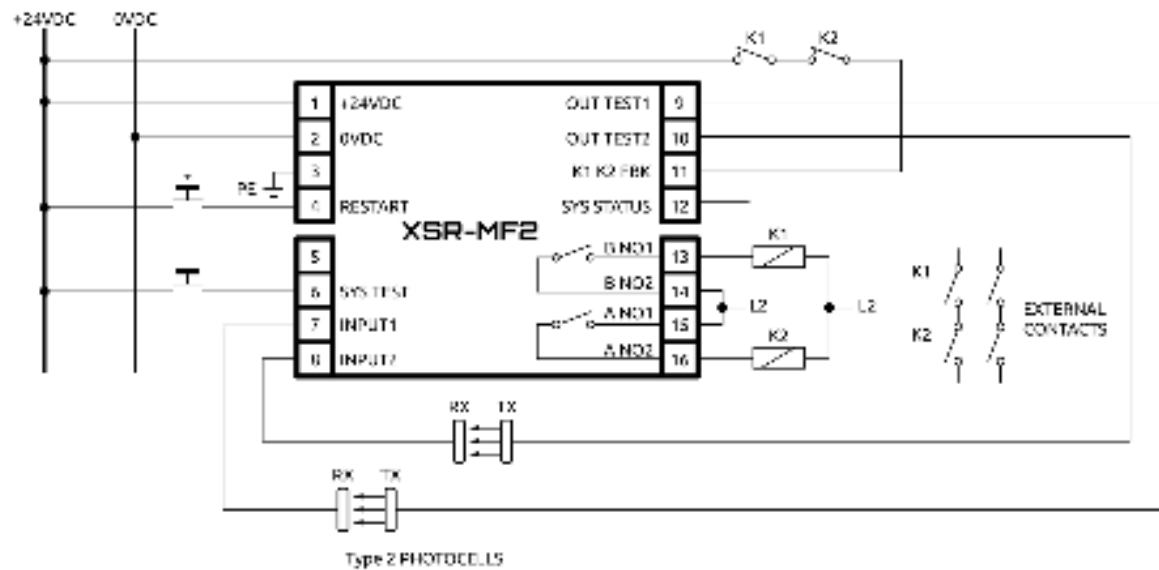 +24VDC 0VDC
K1 K2
1 +24VDC OUT TEST1 9
2 0VDC OUT TEST2 10
PE 3 K1 K2 FBK 11
4 RESTART SYS STATUS 12
XSR-MF2
5 B NO1 13 K1
6 SYS TEST B NO2 14 L2 L2
7 INPUT1 A NO1 15
8 INPUT2 A NO2 16 K2
K1
K2
EXTERNAL
CONTACTS
RX TX
RX TX
Type 2 PHOTOCELLS